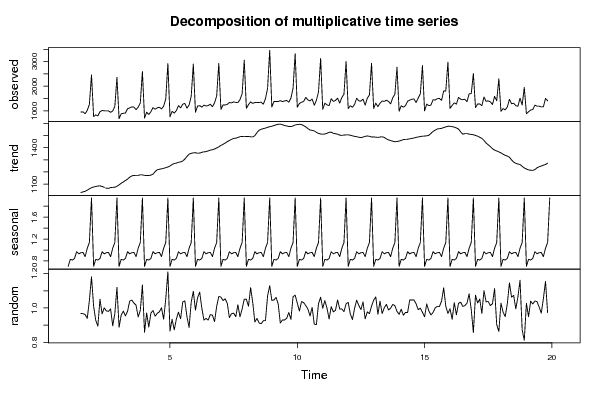 Decomposition of multiplicative time series
observed
1000 2000 3000
trend
1100 1400
seasonal
0.8 1.2 1.6
random
0.8 1.0 1.20
5 10 15 20
Time